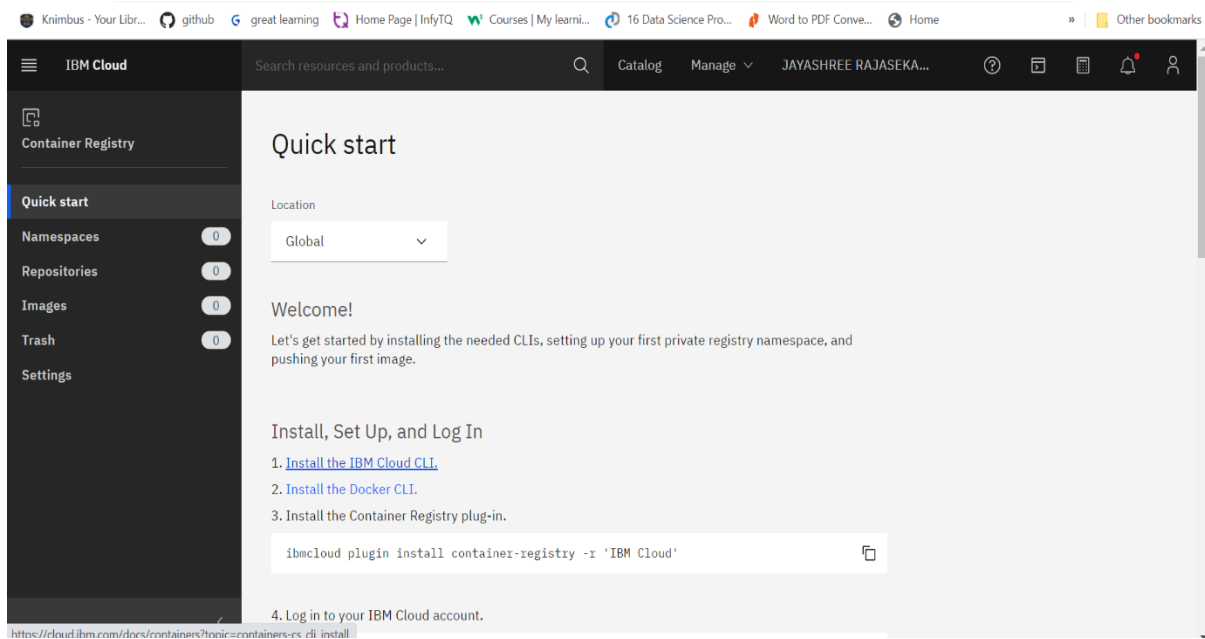 Knimbus - Your Libr... github great learning Home Page | InfyTQ Courses | My learni... 16 Data Science Pro... Word to PDF Conve... Home » Other bookmarks
IBM Cloud Search resources and products... Catalog Manage JAYASHREE RAJASEKA...
Container Registry
Quick start
Namespaces 0
Repositories 0
Images 0
Trash 0
Settings
Quick start
Location
Global
Welcome!
Let's get started by installing the needed CLIs, setting up your first private registry namespace, and
pushing your first image.
Install, Set Up, and Log In
1. Install the IBM Cloud CLI.
2. Install the Docker CLI.
3. Install the Container Registry plug-in.
ibmcloud plugin install container-registry -r 'IBM Cloud'
4. Log in to your IBM Cloud account.
https://cloud.ibm.com/docs/containers?topic=containers-cs_cli_install